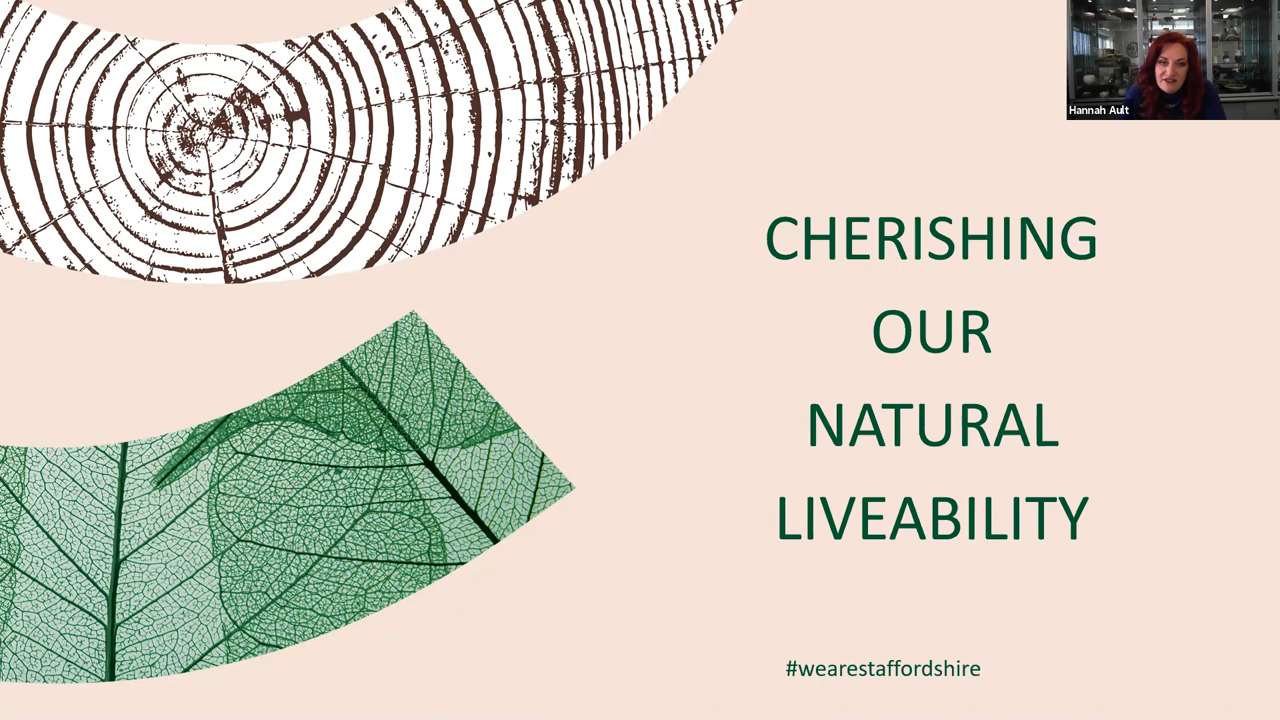 Hannah Ault
CHERISHING
OUR
NATURAL
LIVEABILITY
#wearestaffordshire